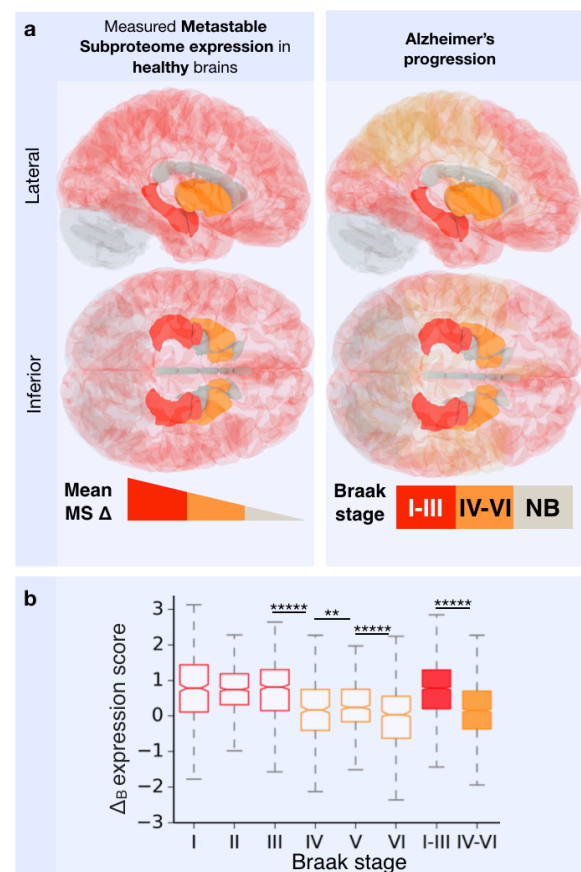 a
Measured Metastable
Subproteome expression in
healthy brains
Alzheimer's
progression
Lateral
Inferior
Mean
MS Δ
Braak
stage
I-III IV-VI NB
b
Δ_B expression score
3
2
1
0
−1
−2
−3
***** ** ***** *****
I II III IV V VI I-III IV-VI
Braak stage